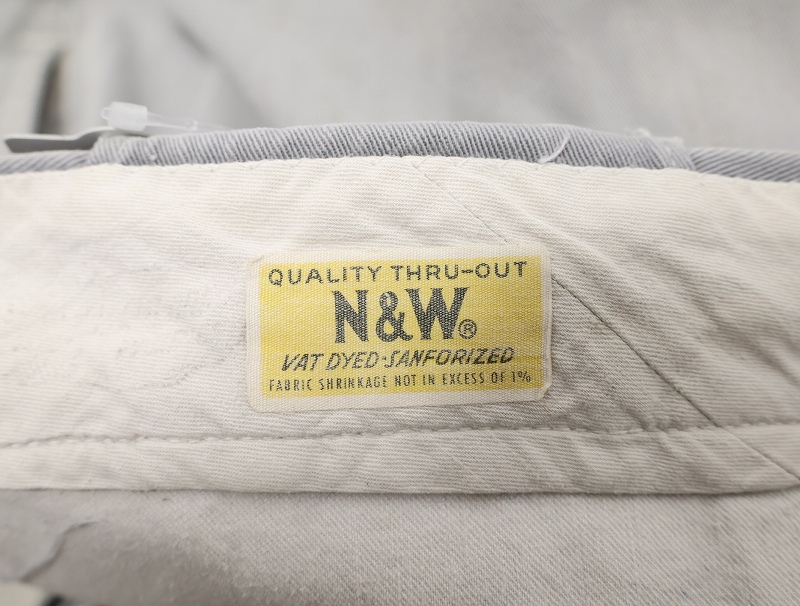 QUALITY THRU-OUT
N&W®
VAT DYED-SANFORIZED
FABRIC SHRINKAGE NOT IN EXCESS OF 1%